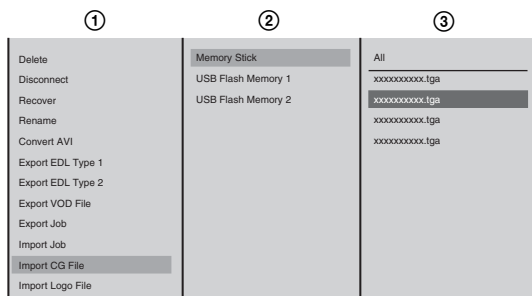 1
2
3
Delete
Disconnect
Recover
Rename
Convert AVI
Export EDL Type 1
Export EDL Type 2
Export VOD File
Export Job
Import Job
Import CG File
Import Logo File
Memory Stick
USB Flash Memory 1
USB Flash Memory 2
All
xxxxxxxxxx.tga
xxxxxxxxxx.tga
xxxxxxxxxx.tga
xxxxxxxxxx.tga